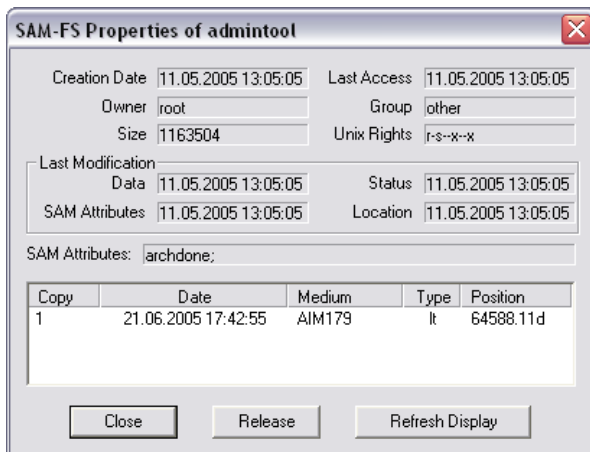 SAM-FS Properties of admintool
Creation Date 11.05.2005 13:05:05 Last Access 11.05.2005 13:05:05
Owner root Group other
Size 1163504 Unix Rights r-s--x--x
Last Modification
Data 11.05.2005 13:05:05 Status 11.05.2005 13:05:05
SAM Attributes 11.05.2005 13:05:05 Location 11.05.2005 13:05:05
SAM Attributes: archdone;
Copy Date Medium Type Position
1 21.06.2005 17:42:55 AIM179 lt 64588.11d
Close Release Refresh Display